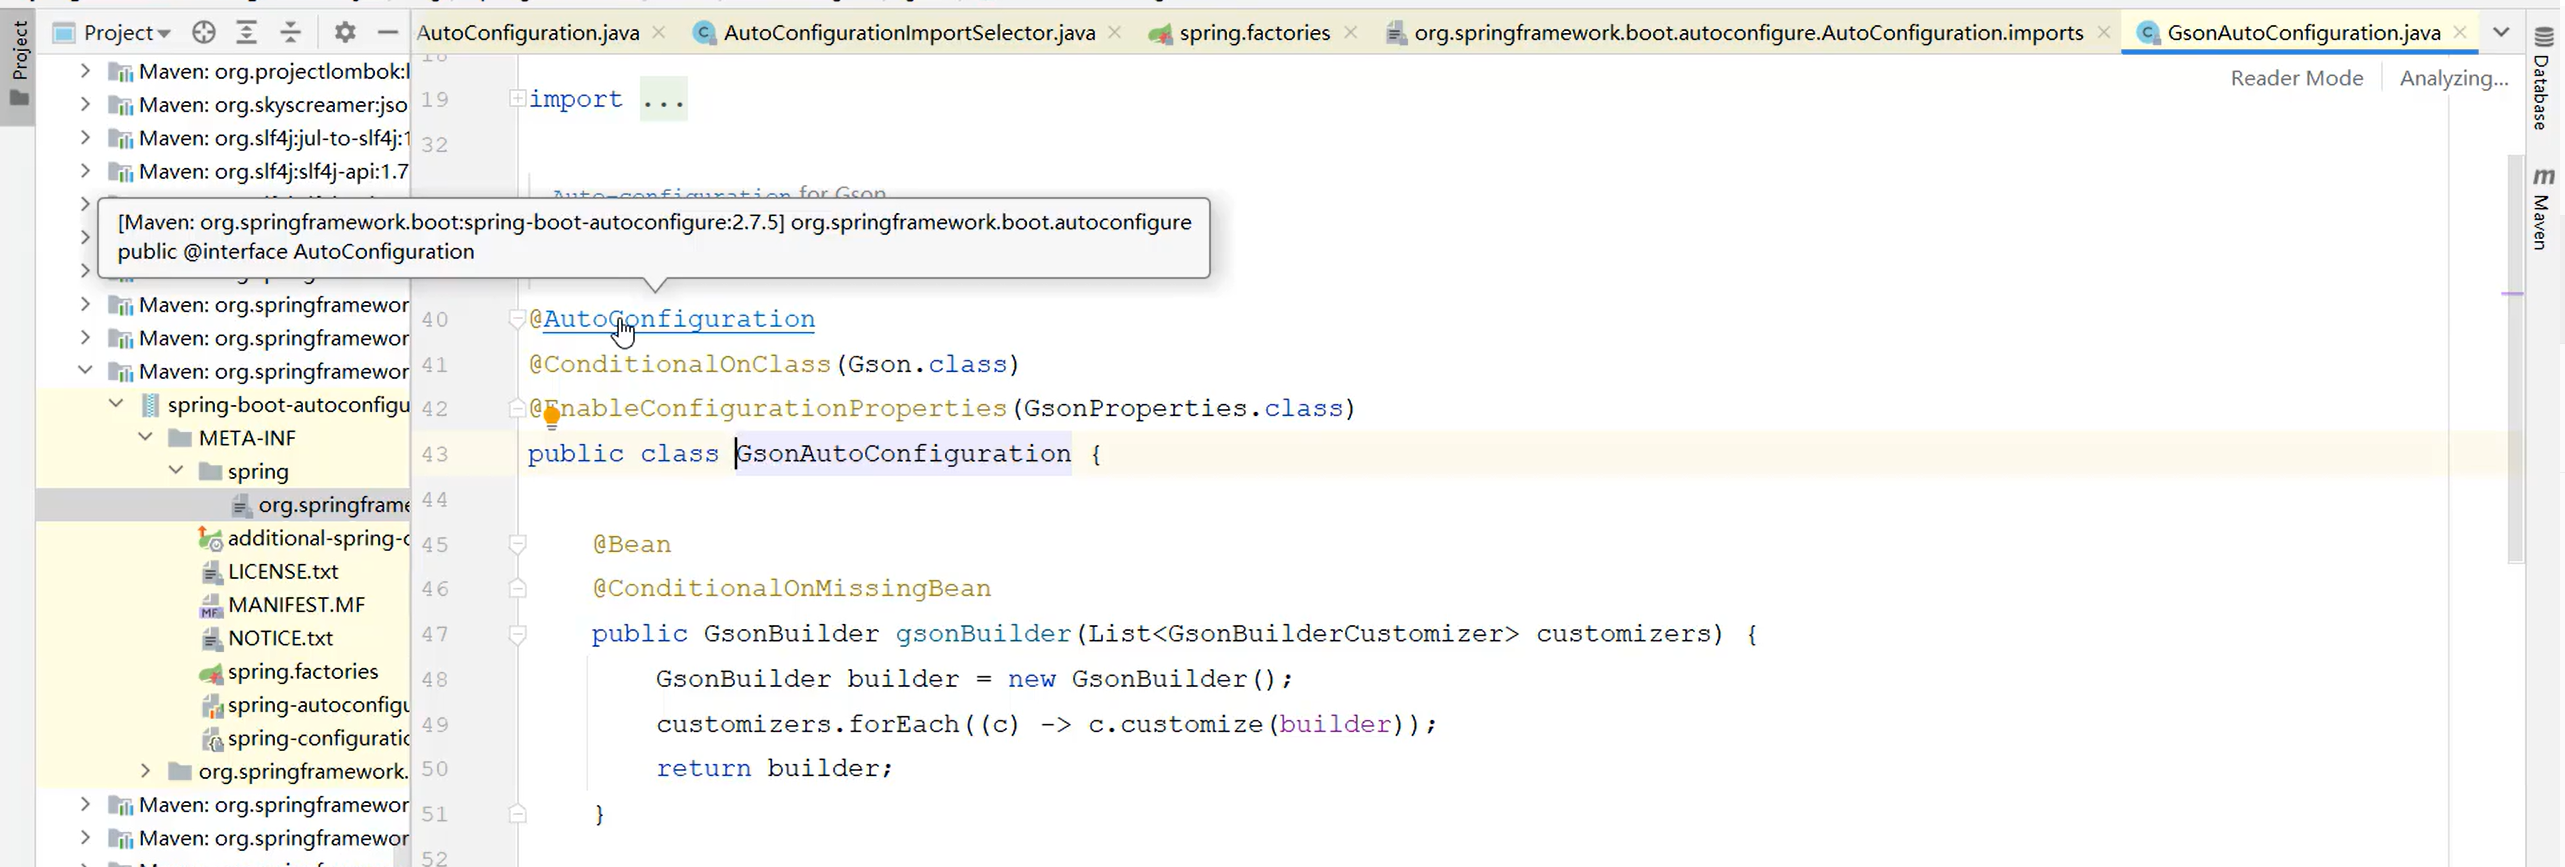 Project
Project
AutoConfiguration.java
AutoConfigurationImportSelector.java
spring.factories
org.springframework.boot.autoconfigure.AutoConfiguration.imports
GsonAutoConfiguration.java
Reader Mode
Analyzing...
Database
Maven
Maven: org.projectlombok:l
Maven: org.skyscreamer:jso
Maven: org.slf4j:jul-to-slf4j:1
Maven: org.slf4j:slf4j-api:1.7
Maven: org.springframewor
Maven: org.springframewor
Maven: org.springframewor
spring-boot-autoconfigu
META-INF
spring
org.springframe
additional-spring-c
LICENSE.txt
MANIFEST.MF
NOTICE.txt
spring.factories
spring-autoconfigu
spring-configuratio
org.springframework.
Maven: org.springframewor
Maven: org.springframewor
19 import ...
32
Auto-configuration for Gson
[Maven: org.springframework.boot:spring-boot-autoconfigure:2.7.5] org.springframework.boot.autoconfigure
public @interface AutoConfiguration
40 @AutoConfiguration
41 @ConditionalOnClass(Gson.class)
42 @EnableConfigurationProperties(GsonProperties.class)
43 public class GsonAutoConfiguration {
44
45 @Bean
46 @ConditionalOnMissingBean
47 public GsonBuilder gsonBuilder(List<GsonBuilderCustomizer> customizers) {
48 GsonBuilder builder = new GsonBuilder();
49 customizers.forEach((c) -> c.customize(builder));
50 return builder;
51 }
52